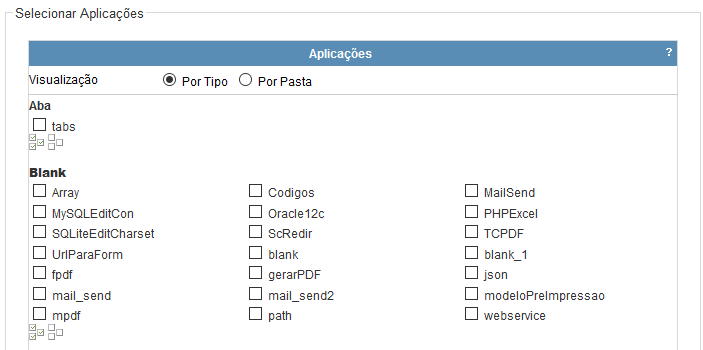 Selecionar Aplicações
Aplicações ?
Visualização Por Tipo Por Pasta
Aba
tabs
Blank
Array Codigos MailSend
MySQLEditCon Oracle12c PHPExcel
SQLiteEditCharset ScRedir TCPDF
UrlParaForm blank blank_1
fpdf gerarPDF json
mail_send mail_send2 modeloPreImpressao
mpdf path webservice